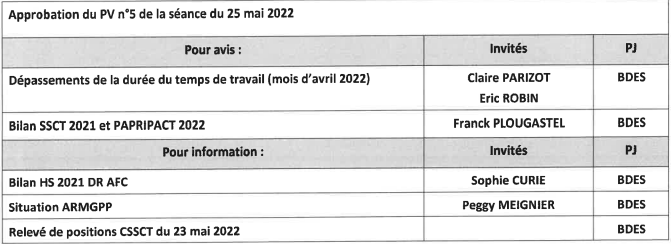 Approbation du PV n°5 de la séance du 25 mai 2022
Pour avis : Invités PJ
Dépassements de la durée du temps de travail (mois d'avril 2022) Claire PARIZOT BDES
Eric ROBIN
Bilan SSCT 2021 et PAPRIPACT 2022 Franck PLOUGASTEL BDES
Pour information : Invités PJ
Bilan HS 2021 DR AFC Sophie CURIE BDES
Situation ARMGPP Peggy MEIGNIER BDES
Relevé de positions CSSCT du 23 mai 2022 BDES